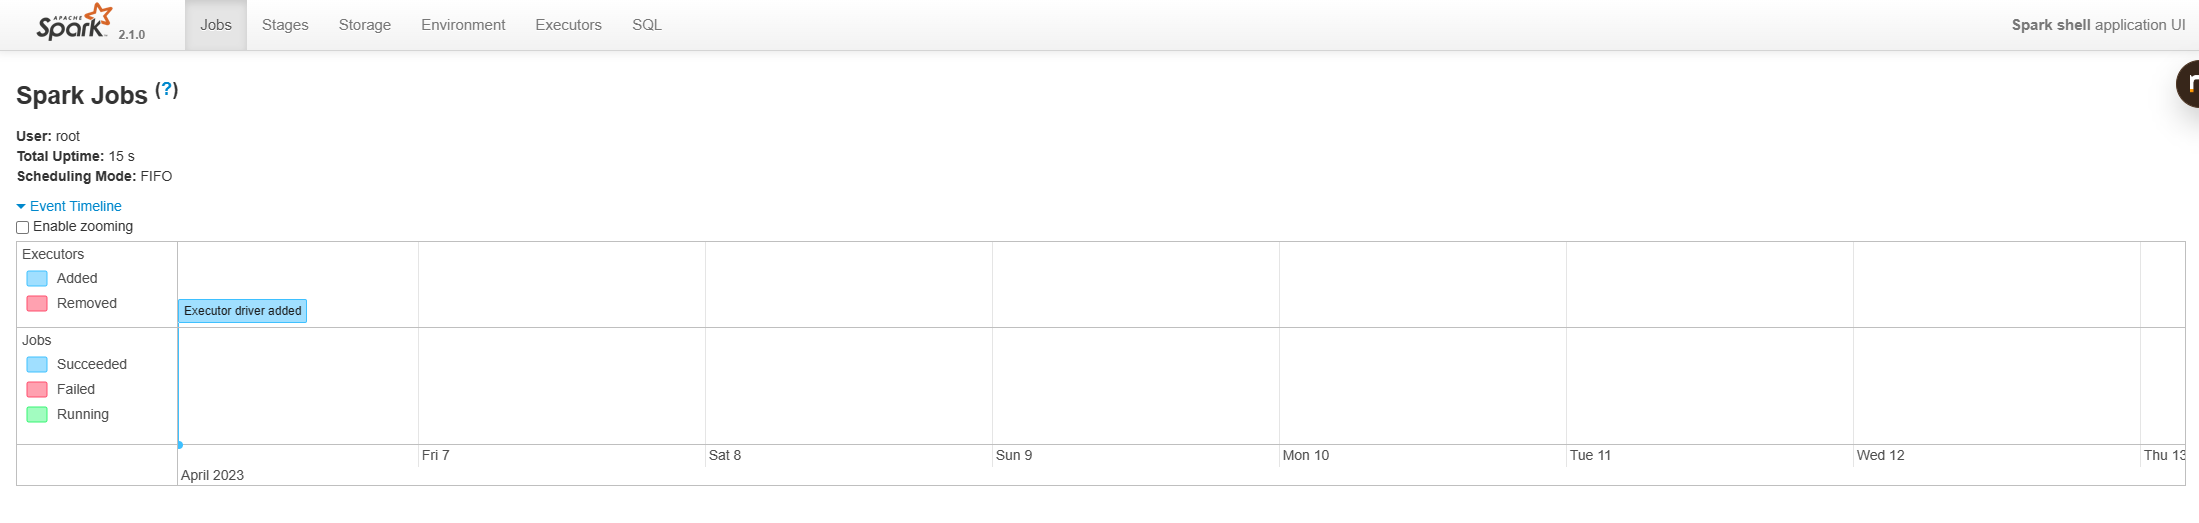 APACHE
Spark 2.1.0 Jobs Stages Storage Environment Executors SQL Spark shell application UI
Spark Jobs (?)
User: root
Total Uptime: 15 s
Scheduling Mode: FIFO
Event Timeline
Enable zooming
Executors
Added
Removed
Executor driver added
Jobs
Succeeded
Failed
Running
Fri 7 Sat 8 Sun 9 Mon 10 Tue 11 Wed 12 Thu 13
April 2023